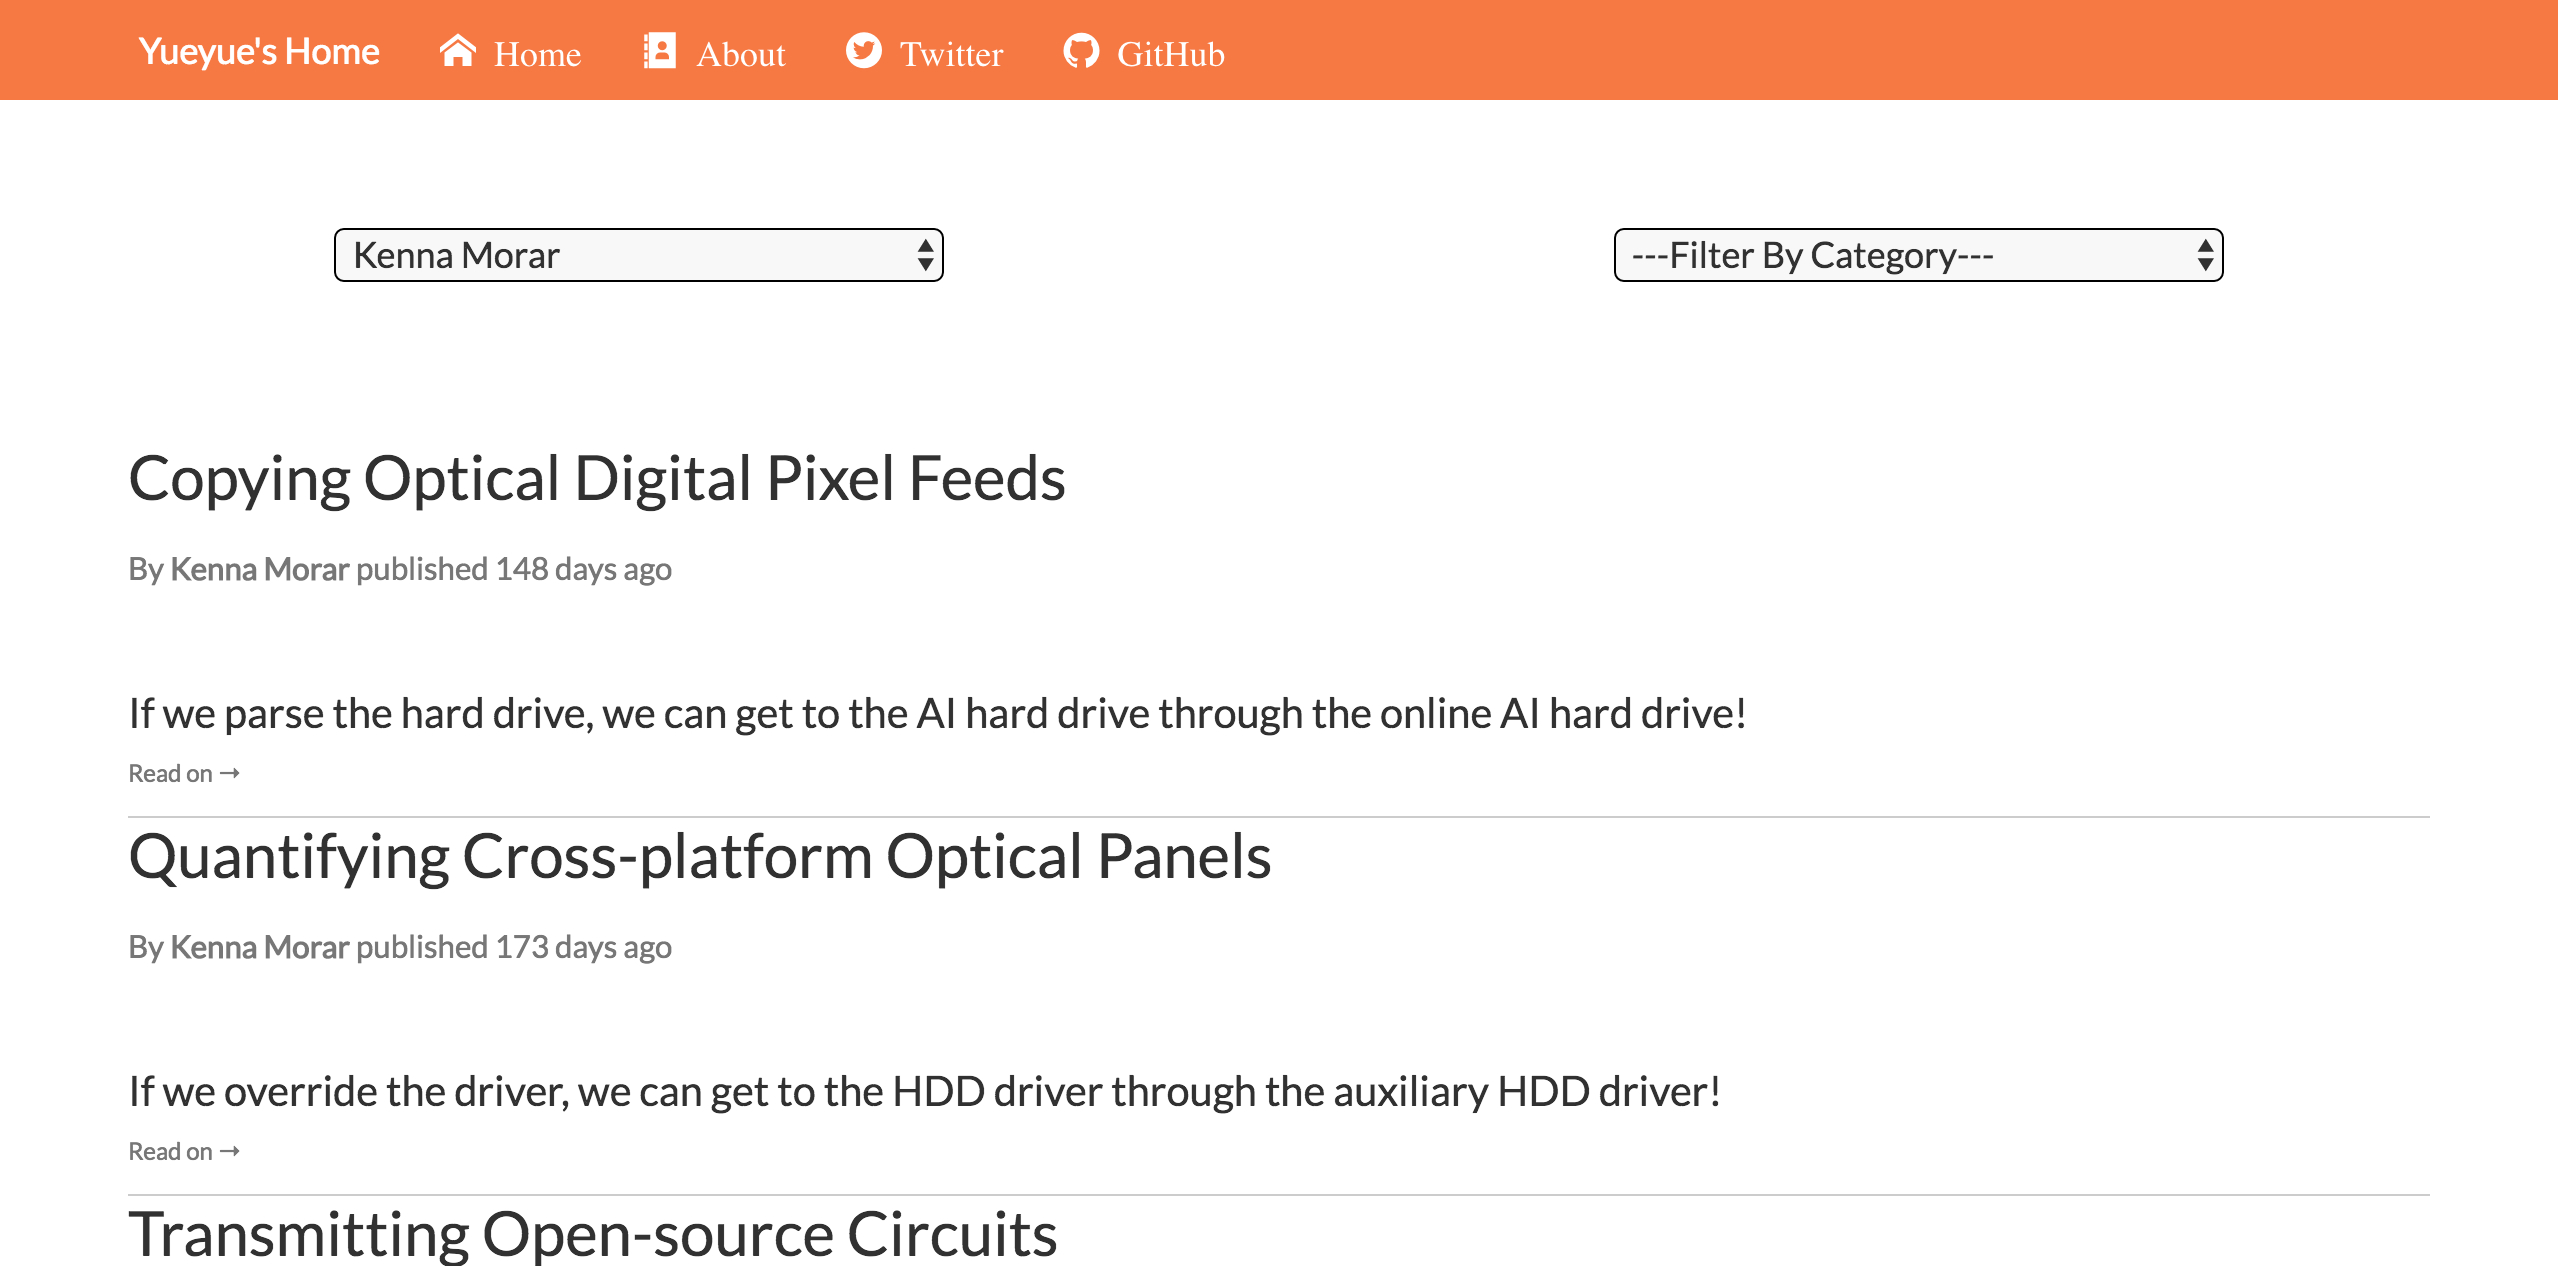 Yueyue's Home Home About Twitter GitHub
Kenna Morar ---Filter By Category---
Copying Optical Digital Pixel Feeds
By Kenna Morar published 148 days ago
If we parse the hard drive, we can get to the AI hard drive through the online AI hard drive!
Read on →
Quantifying Cross-platform Optical Panels
By Kenna Morar published 173 days ago
If we override the driver, we can get to the HDD driver through the auxiliary HDD driver!
Read on →
Transmitting Open-source Circuits